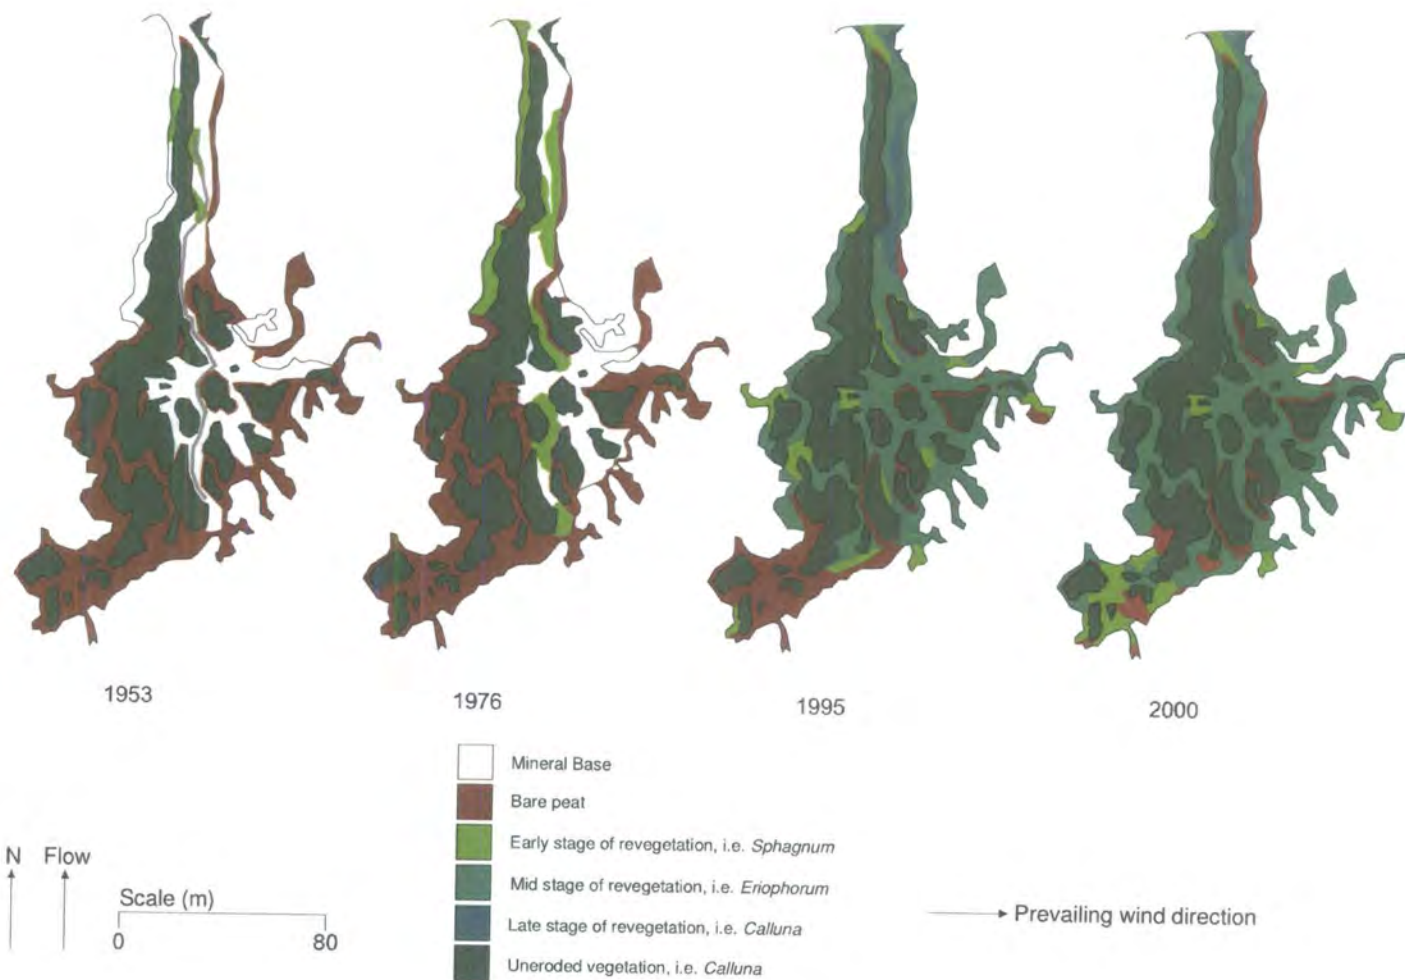 1953
1976
1995
2000
Mineral Base
Bare peat
Early stage of revegetation, i.e. Sphagnum
Mid stage of revegetation, i.e. Eriophorum
Late stage of revegetation, i.e. Calluna
Uneroded vegetation, i.e. Calluna
N Flow
Scale (m)
0 80
Prevailing wind direction